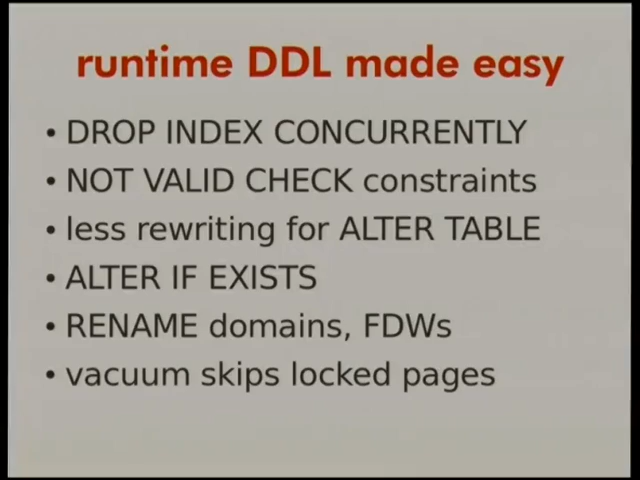 runtime DDL made easy
• DROP INDEX CONCURRENTLY
• NOT VALID CHECK constraints
• less rewriting for ALTER TABLE
• ALTER IF EXISTS
• RENAME domains, FDWs
• vacuum skips locked pages